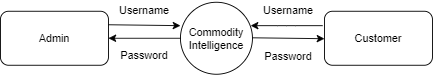 Username
Username
Admin
Commodity
Intelligence
Customer
Password
Password